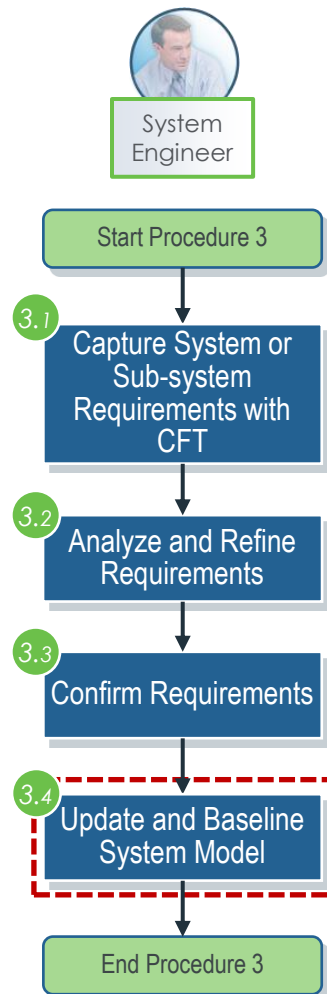 System
Engineer
Start Procedure 3
3.1
Capture System or
Sub-system
Requirements with
CFT
3.2
Analyze and Refine
Requirements
3.3
Confirm Requirements
3.4
Update and Baseline
System Model
End Procedure 3